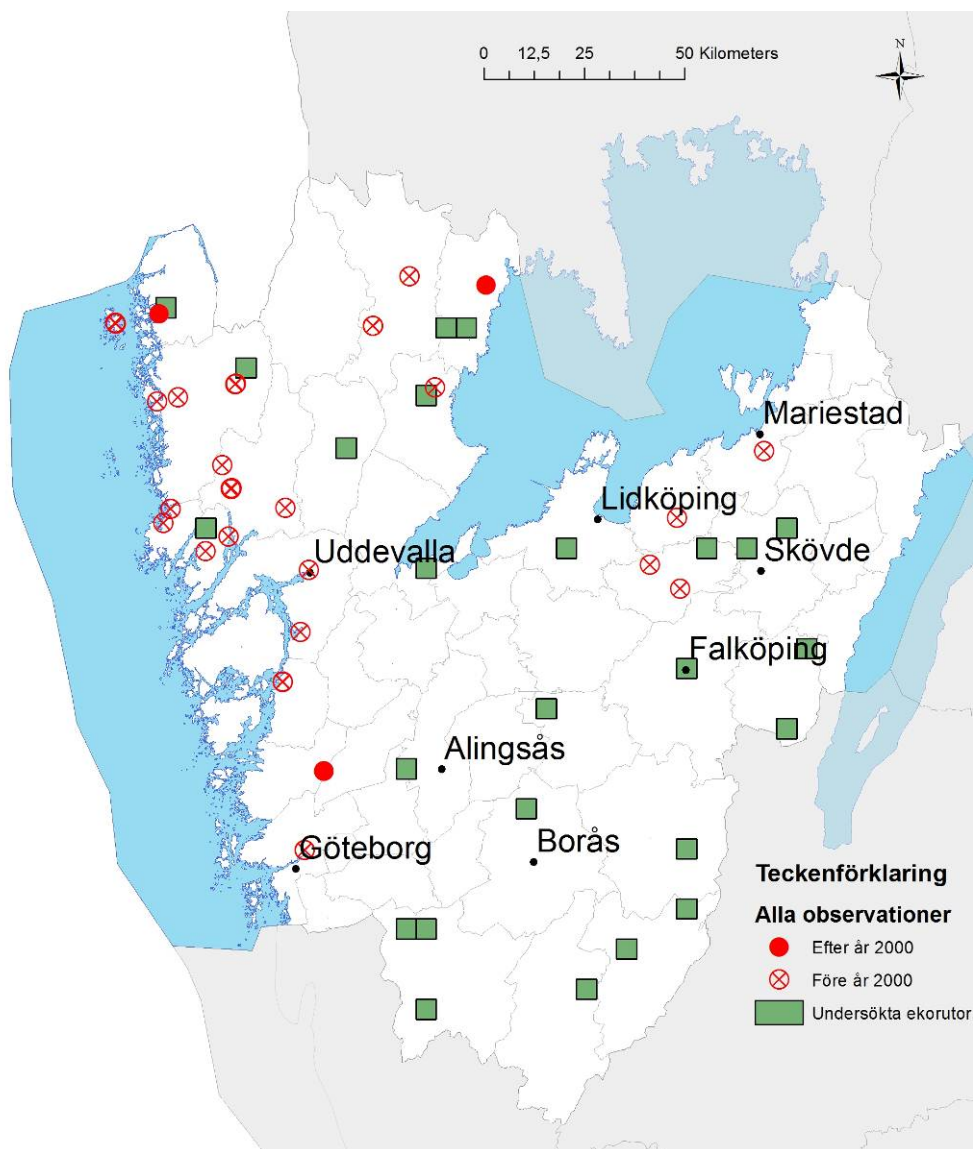 0 12,5 25 50 Kilometers
N
Mariestad
Lidköping
Uddevalla
Skövde
Falköping
Alingsås
Göteborg
Borås
Teckenförklaring
Alla observationer
Efter år 2000
Före år 2000
Undersökta ekorutor